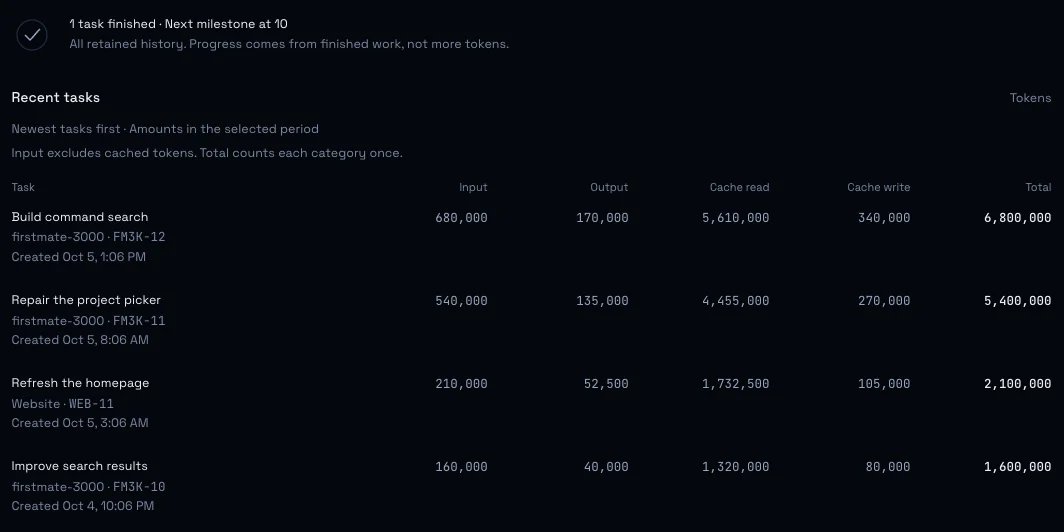 1 task finished · Next milestone at 10
All retained history. Progress comes from finished work, not more tokens.
Recent tasks Tokens
Newest tasks first · Amounts in the selected period
Input excludes cached tokens. Total counts each category once.
Task Input Output Cache read Cache write Total
Build command search 680,000 170,000 5,610,000 340,000 6,800,000
firstmate-3000 · FM3K-12
Created Oct 5, 1:06 PM
Repair the project picker 540,000 135,000 4,455,000 270,000 5,400,000
firstmate-3000 · FM3K-11
Created Oct 5, 8:06 AM
Refresh the homepage 210,000 52,500 1,732,500 105,000 2,100,000
Website · WEB-11
Created Oct 5, 3:06 AM
Improve search results 160,000 40,000 1,320,000 80,000 1,600,000
firstmate-3000 · FM3K-10
Created Oct 4, 10:06 PM